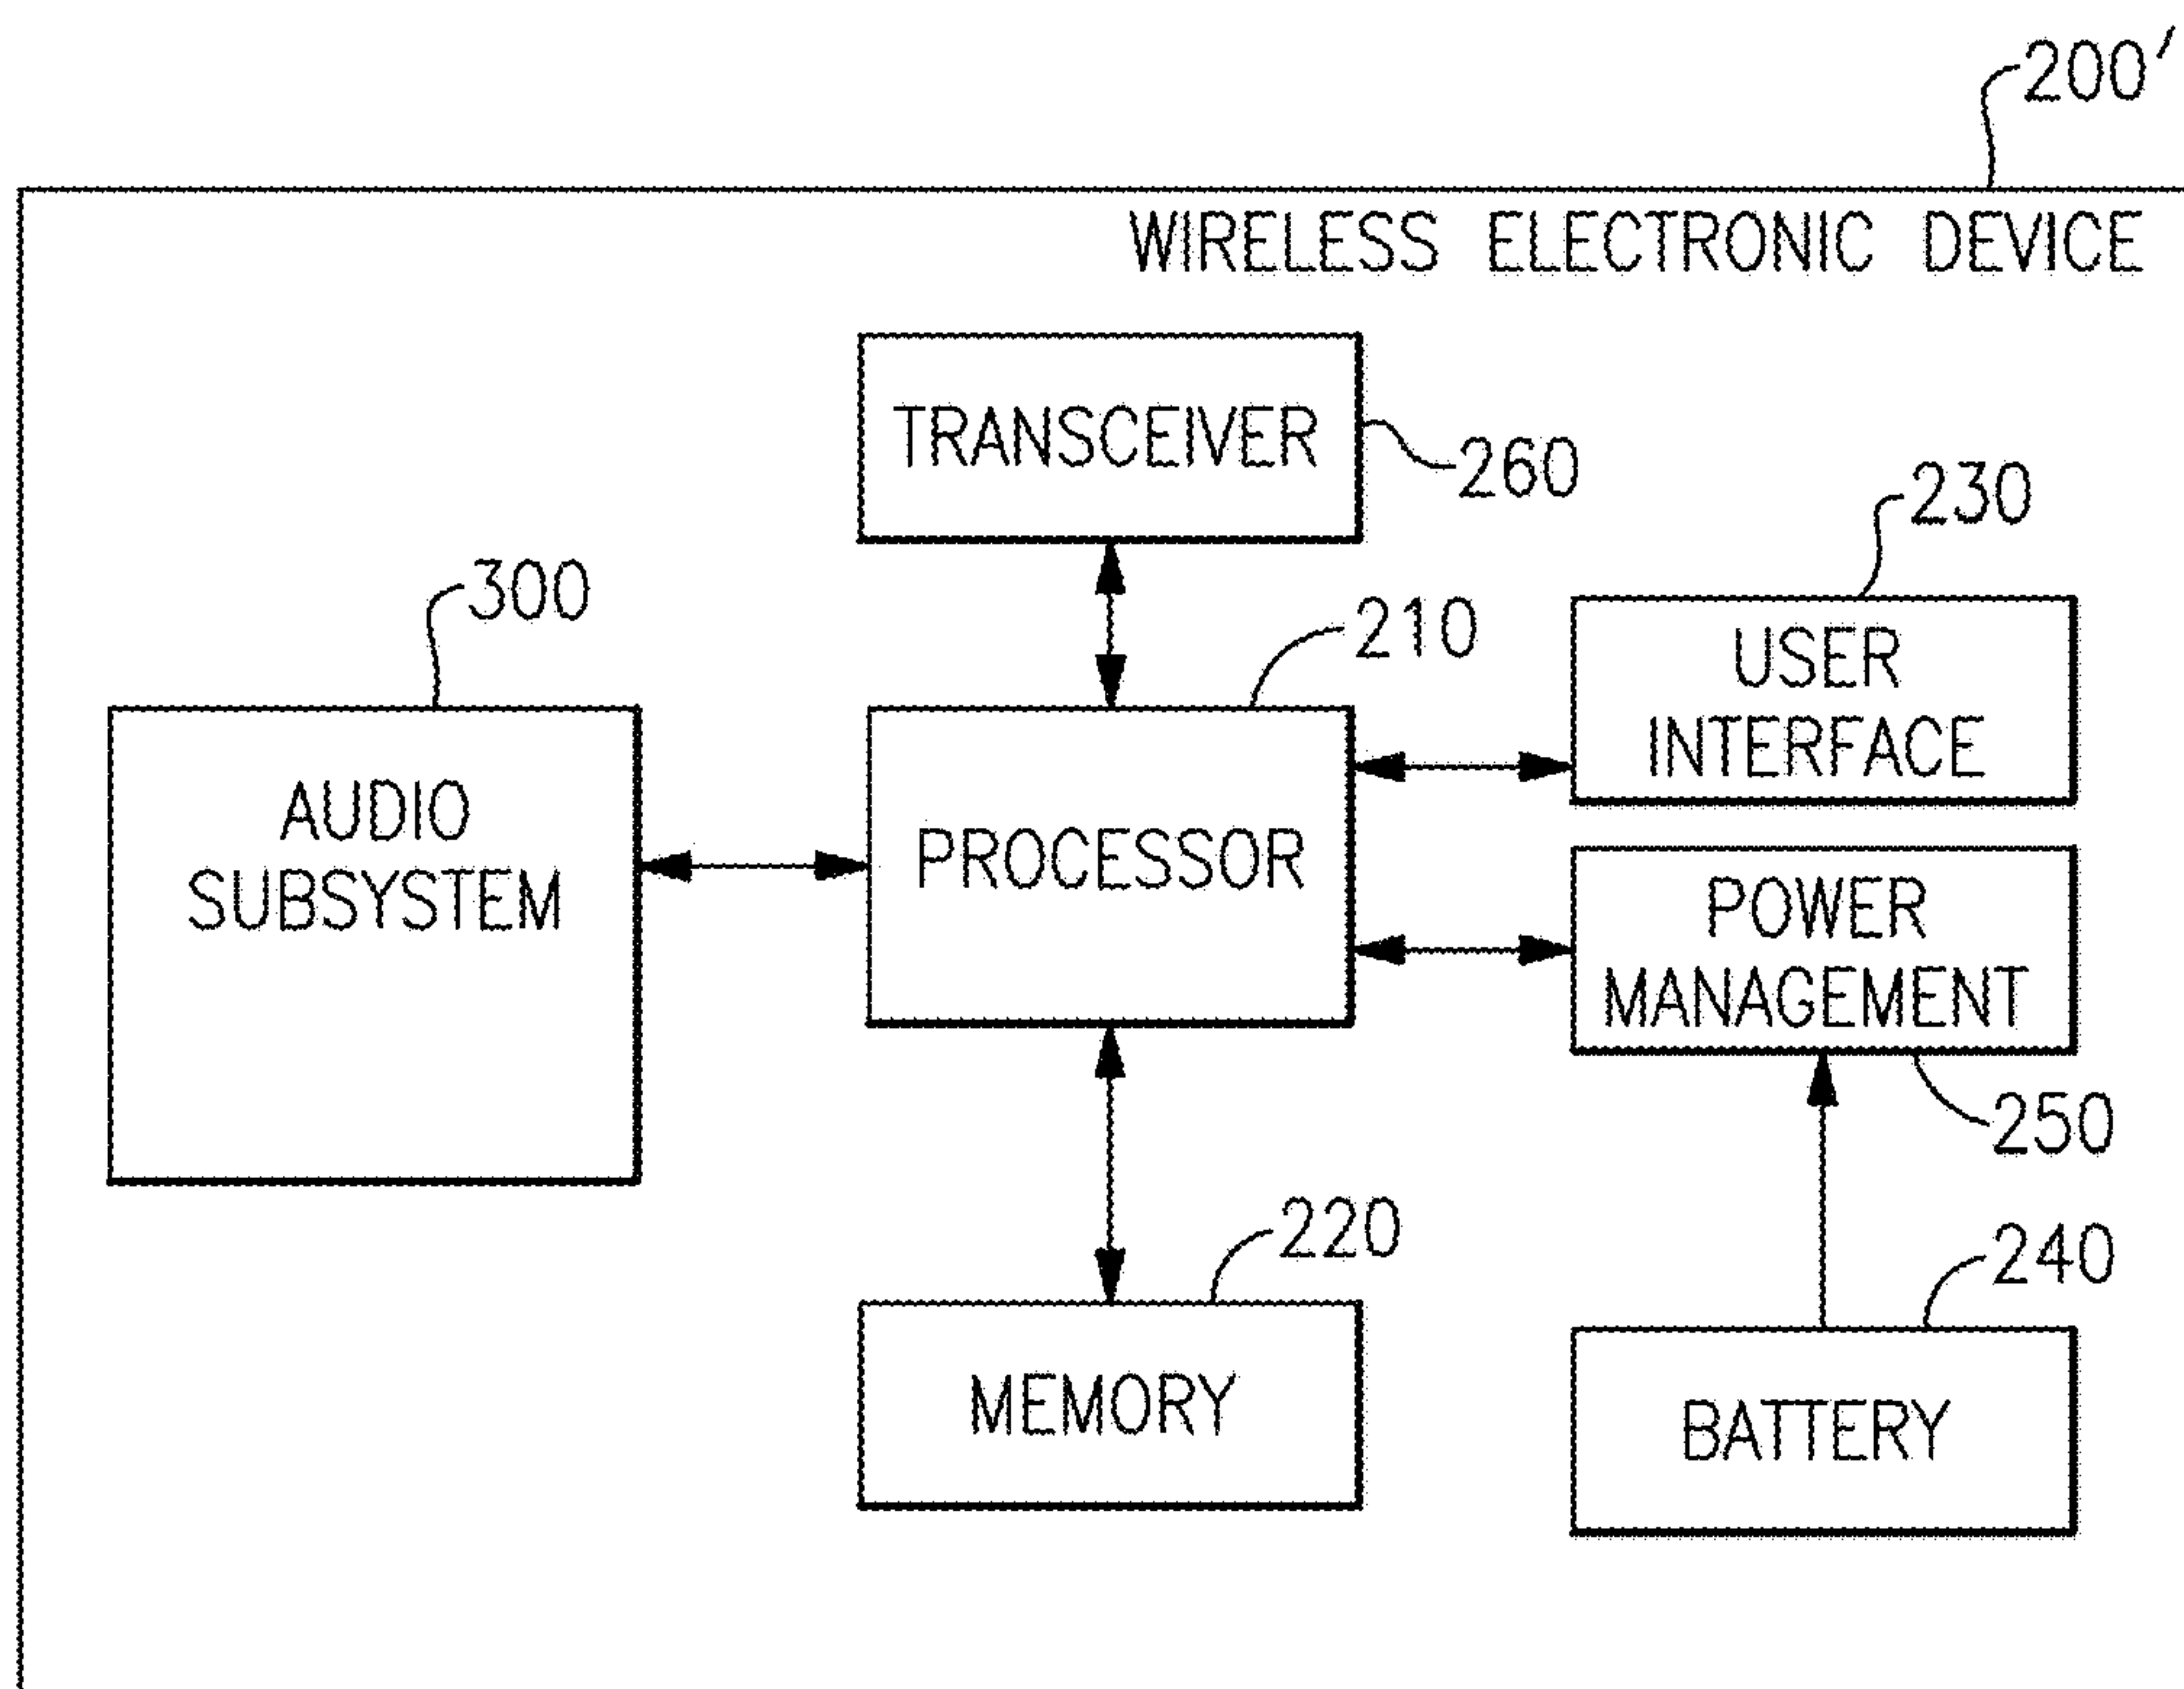 200'
WIRELESS ELECTRONIC DEVICE
TRANSCEIVER
260
230
300
210
USER
INTERFACE
AUDIO
SUBSYSTEM
PROCESSOR
POWER
MANAGEMENT
250
220
240
MEMORY
BATTERY